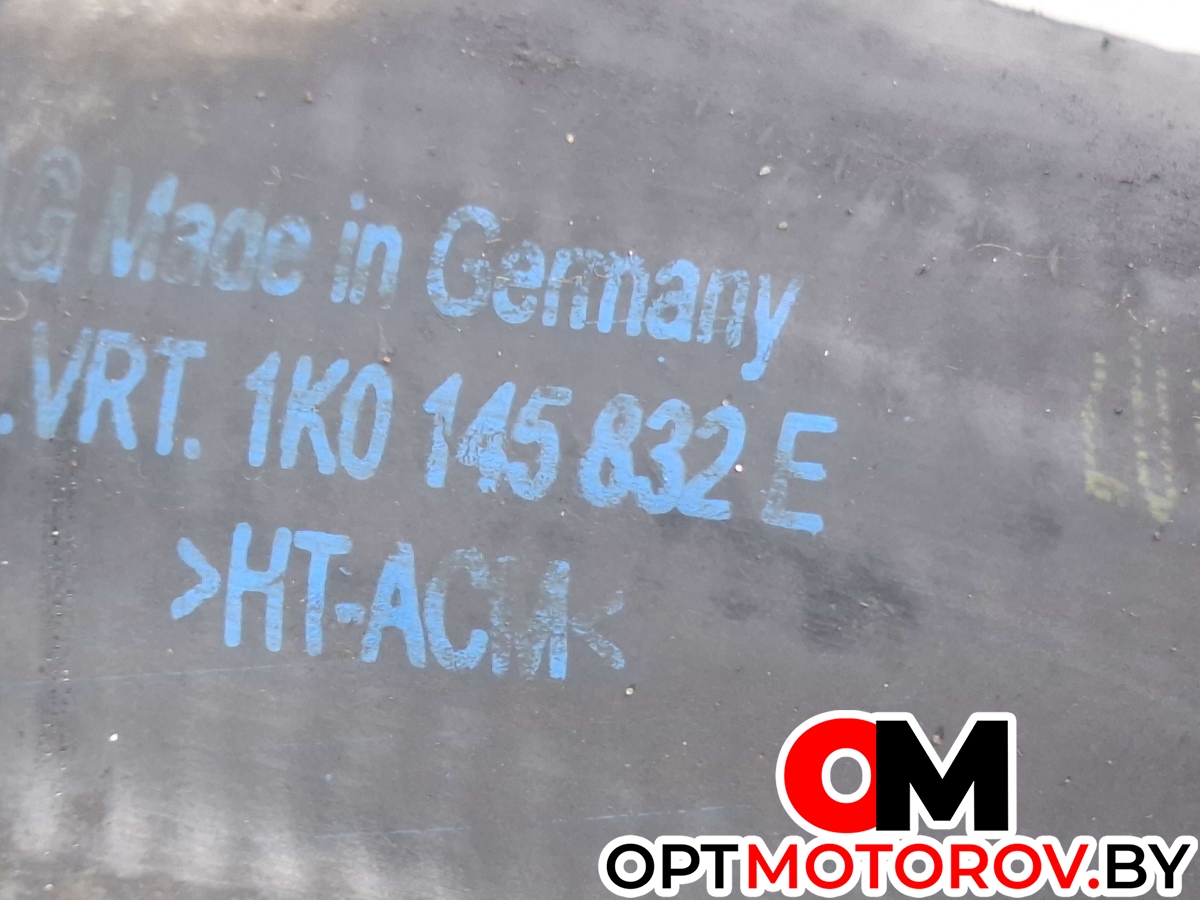 Made in Germany
.VRT. 1K0 145 832 E
>HT-ACM<
OM
OPTMOTOROV.BY